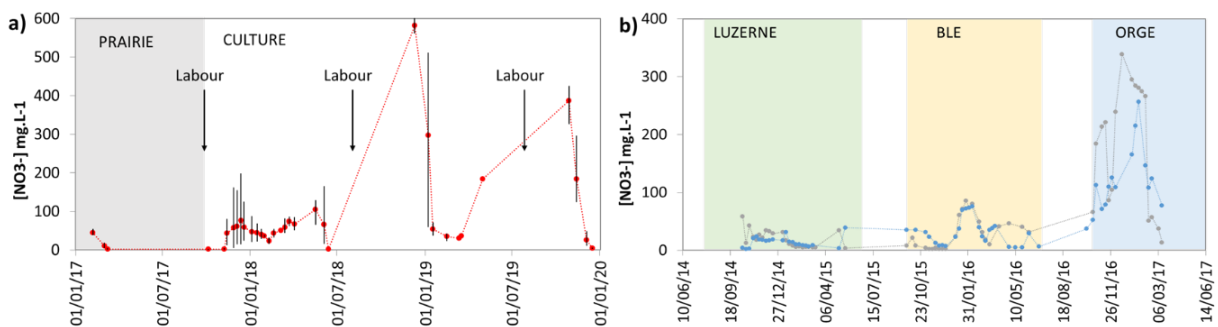 a)
[NO3-] mg.L-1
600
500
400
300
200
100
0
PRAIRIE
CULTURE
Labour
Labour
Labour
01/01/17
01/07/17
01/01/18
01/07/18
01/01/19
01/07/19
01/01/20
b)
[NO3-] mg.L-1
400
300
200
100
0
LUZERNE
BLE
ORGE
10/06/14
18/09/14
27/12/14
06/04/15
15/07/15
23/10/15
31/01/16
10/05/16
18/08/16
26/11/16
06/03/17
14/06/17